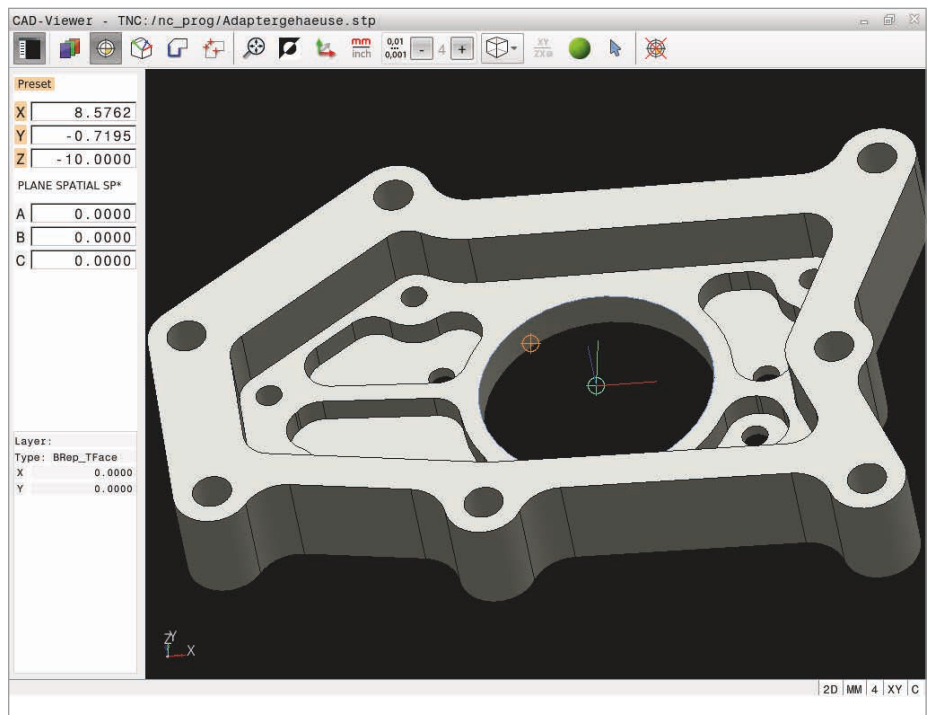 CAD-Viewer - TNC:/nc_prog/Adaptergehaeuse.stp
mm
inch
0,01
0,001
- 4 +
XY
ZX
Preset
X 8.5762
Y -0.7195
Z -10.0000
PLANE SPATIAL SP*
A 0.0000
B 0.0000
C 0.0000
Layer:
Type: BRep_TFace
X 0.0000
Y 0.0000
Z Y
X
2D MM 4 XY C